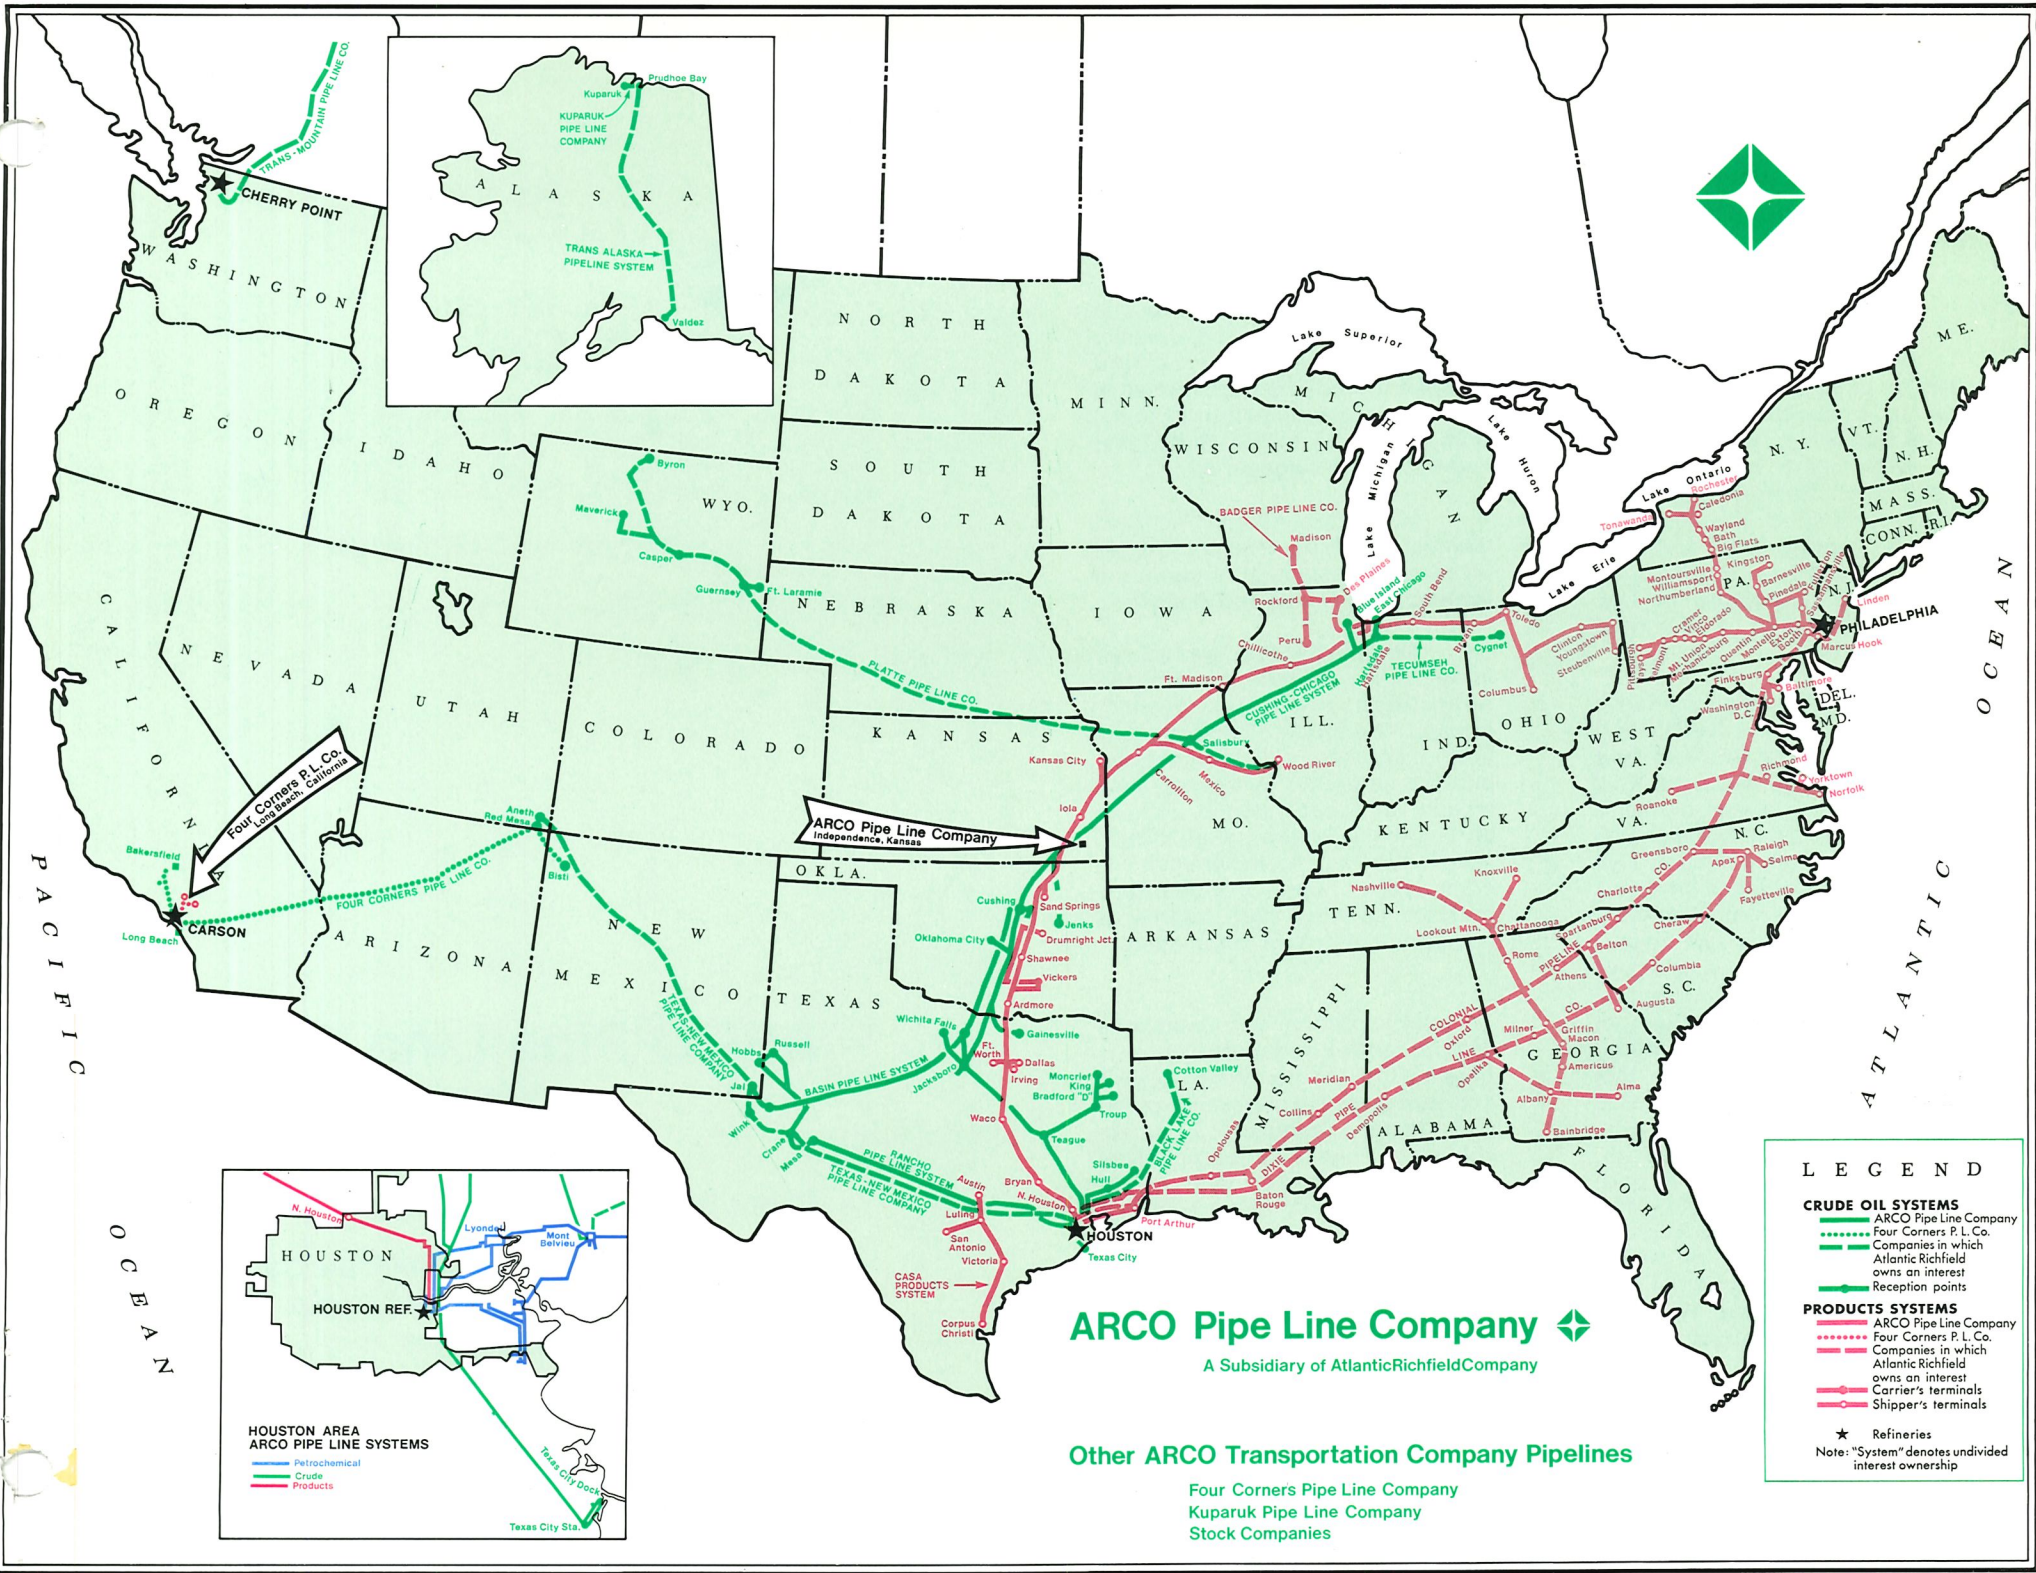 TRANS-MOUNTAIN PIPE LINE CO.
CHERRY POINT
WASHINGTON
OREGON
IDAHO
CALIFORNIA
NEVADA
UTAH
ARIZONA
COLORADO
NEW
MEXICO
WYO.
NORTH
DAKOTA
SOUTH
DAKOTA
NEBRASKA
KANSAS
OKLA.
TEXAS
MINN.
IOWA
MO.
ARKANSAS
LA.
WISCONSIN
MICHIGAN
ILL.
IND.
OHIO
KENTUCKY
TENN.
MISSISSIPPI
ALABAMA
GEORGIA
FLORIDA
S. C.
N. C.
VA.
WEST
VA.
PA.
N. Y.
VT.
N. H.
ME.
MASS.
CONN.
R.I.
N. J.
DEL.
MD.
PACIFIC
OCEAN
ATLANTIC
OCEAN
Lake Superior
Lake Michigan
Lake Huron
Lake Erie
Lake Ontario
Prudhoe Bay
Kuparuk
KUPARUK
PIPE LINE
COMPANY
ALASKA
TRANS ALASKA
PIPELINE SYSTEM
Valdez
Byron
Maverick
Casper
Guernsey
Ft. Laramie
PLATTE PIPE LINE CO.
Four Corners P. L. Co.
Long Beach, California
Bakersfield
CARSON
Long Beach
FOUR CORNERS PIPE LINE CO.
Aneth
Red Mesa
Bisti
TEXAS-NEW MEXICO
PIPE LINE COMPANY
Hobbs
Russell
Jal
Wink
Crane
Mesa
BASIN PIPE LINE SYSTEM
RANCHO
PIPE LINE SYSTEM
TEXAS-NEW MEXICO
PIPE LINE COMPANY
ARCO Pipe Line Company
Independence, Kansas
Kansas City
Iola
Carrollton
Mexico
Salisbury
Wood River
CUSHING-CHICAGO
PIPE LINE SYSTEM
Ft. Madison
Chillicothe
Peru
Rockford
Madison
BADGER PIPE LINE CO.
Des Plaines
Blue Island
East Chicago
Hartsdale
Hartsdale
South Bend
TECUMSEH
PIPE LINE CO.
Bryan
Cygnet
Toledo
Columbus
Clinton
Youngstown
Steubenville
Cushing
Sand Springs
Jenks
Oklahoma City
Drumright Jct.
Shawnee
Vickers
Ardmore
Wichita Falls
Gainesville
Ft.
Worth
Dallas
Irving
Jacksboro
Moncrief
King
Bradford "D"
Troup
Cotton Valley
Waco
Teague
BLACK LAKE
PIPE LINE CO.
Silsbee
Hull
Bryan
N. Houston
Austin
Luling
San
Antonio
Victoria
CASA
PRODUCTS
SYSTEM
Corpus
Christi
HOUSTON
Texas City
Port Arthur
Opelousas
Baton
Rouge
Collins
Meridian
DIXIE PIPE LINE CO.
Demopolis
COLONIAL PIPELINE CO.
Oxford
Opelika
Milner
Griffin
Macon
Americus
Albany
Alma
Bainbridge
Nashville
Knoxville
Lookout Mtn.
Chattanooga
Rome
Athens
Belton
Spartanburg
Charlotte
Greensboro
Cheraw
Columbia
Augusta
Raleigh
Apex
Selma
Fayetteville
Roanoke
Richmond
Yorktown
Norfolk
Washington
D.C.
Baltimore
Finksburg
Rochester
Caledonia
Tonawanda
Wayland
Bath
Big Flats
Kingston
Barnesville
Montoursville
Williamsport
Northumberland
Pinedale
Fullerton
Linden
PHILADELPHIA
Marcus Hook
Cramer
Vinco
Eldorado
Mt. Union
Mechanicsburg
Quentin
Montello
Exton
Booth
Pittsburgh
HOUSTON
N. Houston
Lyondell
Mont
Belvieu
HOUSTON REF.
HOUSTON AREA
ARCO PIPE LINE SYSTEMS
Petrochemical
Crude
Products
Texas City Dock
Texas City Sta.
ARCO Pipe Line Company
A Subsidiary of AtlanticRichfieldCompany
Other ARCO Transportation Company Pipelines
Four Corners Pipe Line Company
Kuparuk Pipe Line Company
Stock Companies
LEGEND
CRUDE OIL SYSTEMS
ARCO Pipe Line Company
Four Corners P. L. Co.
Companies in which
Atlantic Richfield
owns an interest
Reception points
PRODUCTS SYSTEMS
ARCO Pipe Line Company
Four Corners P. L. Co.
Companies in which
Atlantic Richfield
owns an interest
Carrier's terminals
Shipper's terminals
Refineries
Note: "System" denotes undivided
interest ownership